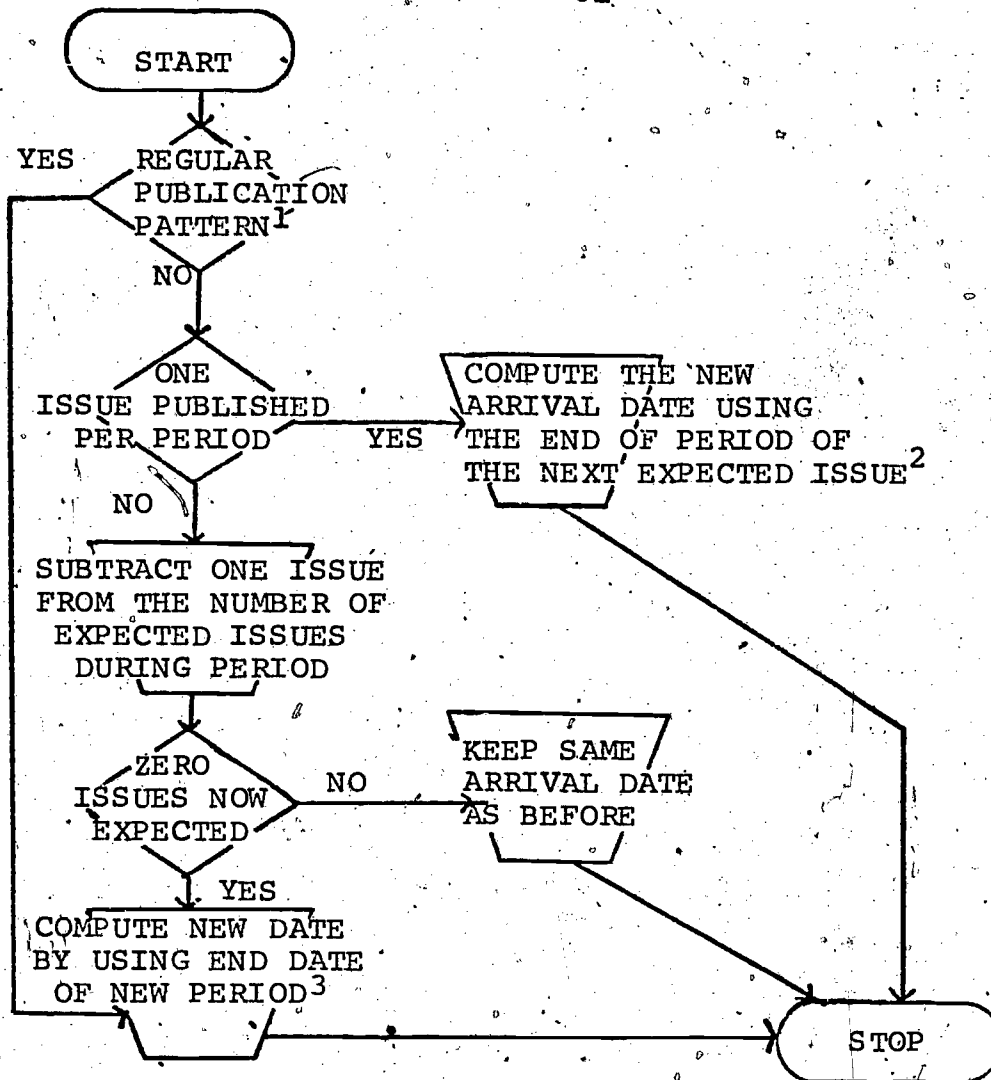 START
YES
REGULAR
PUBLICATION
PATTERN1
NO
ONE
ISSUE PUBLISHED
PER PERIOD
YES
COMPUTE THE NEW
ARRIVAL DATE USING
THE END OF PERIOD OF
THE NEXT EXPECTED ISSUE2
NO
SUBTRACT ONE ISSUE
FROM THE NUMBER OF
EXPECTED ISSUES
DURING PERIOD
ZERO
ISSUES NOW
EXPECTED
NO
KEEP SAME
ARRIVAL DATE
AS BEFORE
YES
COMPUTE NEW DATE
BY USING END DATE
OF NEW PERIOD3
STOP